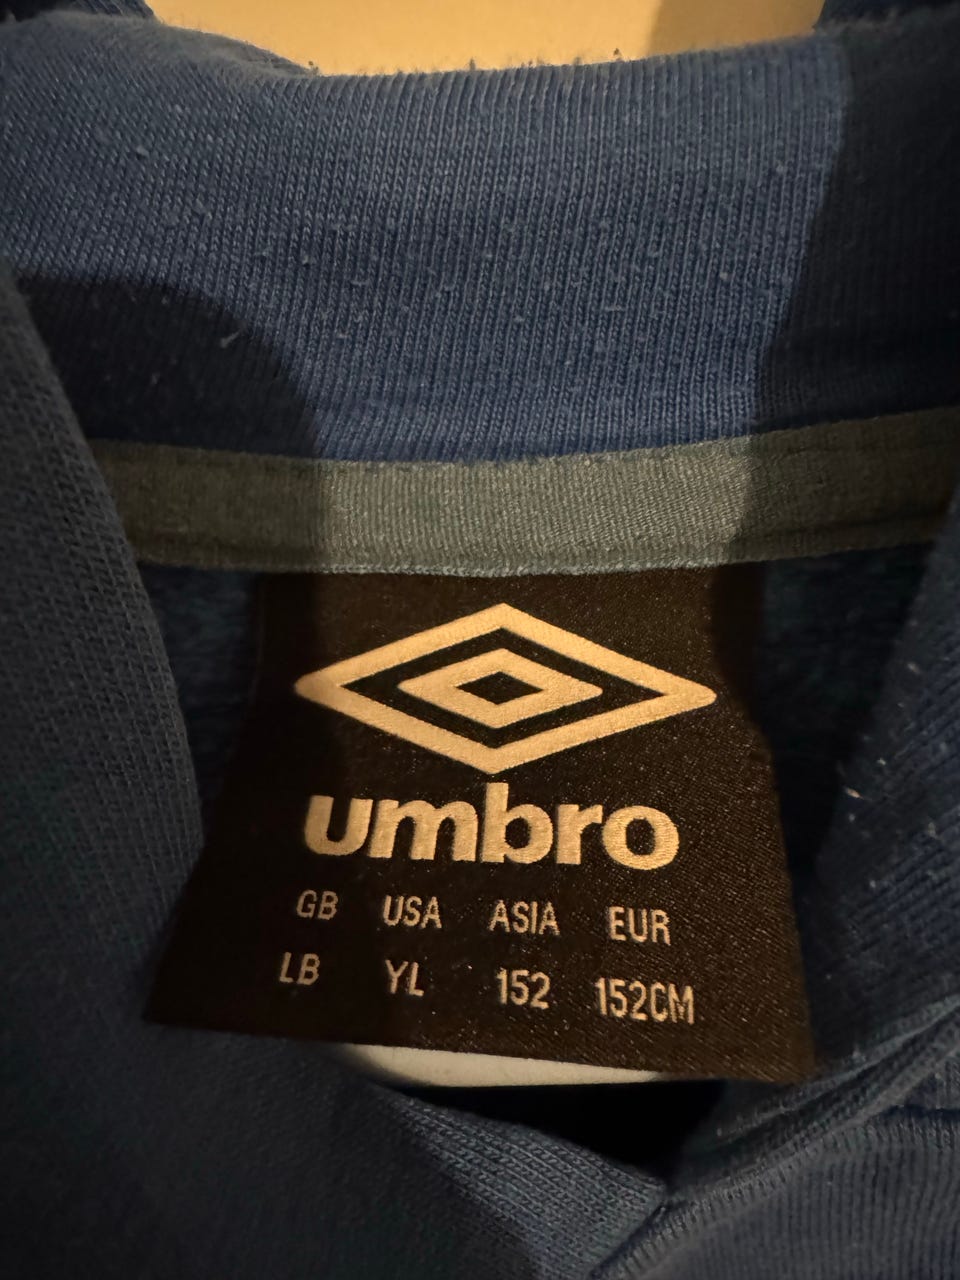 umbro
GB USA ASIA EUR
LB YL 152 152CM